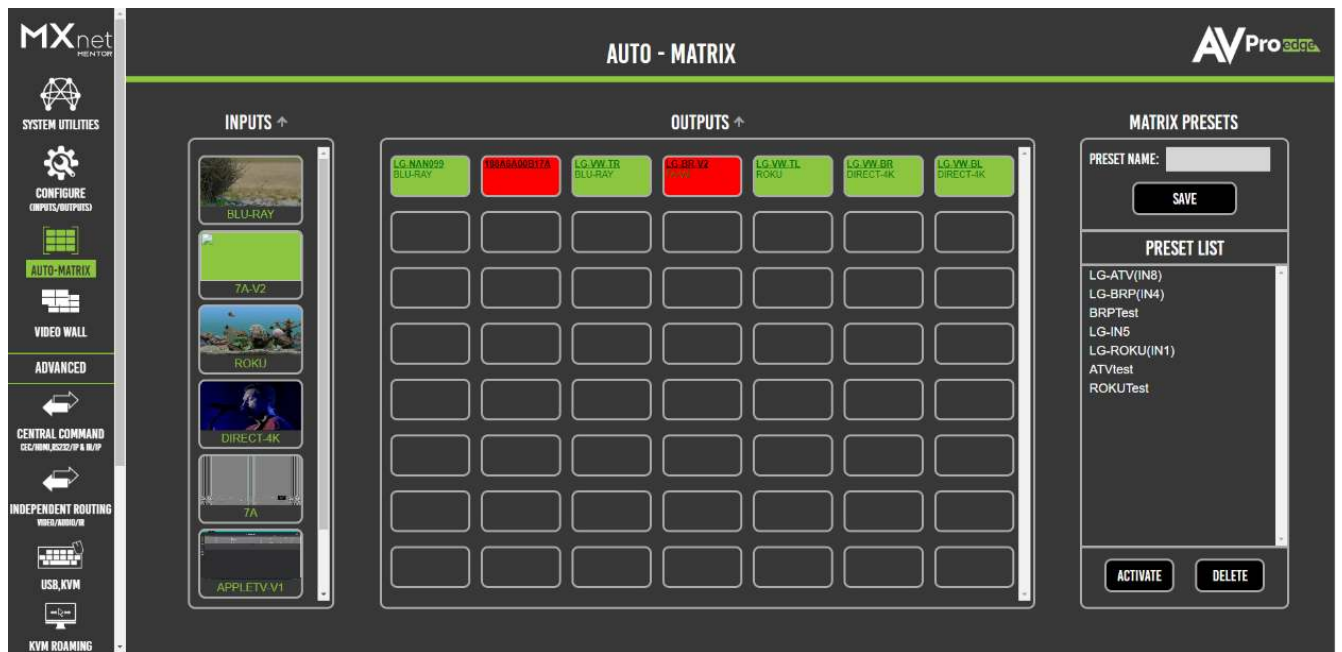 MXnet
MENTOR
AUTO - MATRIX
AVPro edge
SYSTEM UTILITIES
CONFIGURE
(INPUTS/OUTPUTS)
AUTO-MATRIX
VIDEO WALL
ADVANCED
CENTRAL COMMAND
CEC/HDMI,RS232/IP & IR/IP
INDEPENDENT ROUTING
VIDEO/AUDIO/IR
USB,KVM
KVM ROAMING
INPUTS
BLU-RAY
7A-V2
ROKU
DIRECT-4K
7A
APPLETV-V1
OUTPUTS
LG.NAN099
BLU-RAY
LG.VW.TR
BLU-RAY
LG.BR.V2
LG.VW.TL
ROKU
LG.VW.BR
DIRECT-4K
LG.VW.BL
DIRECT-4K
MATRIX PRESETS
PRESET NAME:
SAVE
PRESET LIST
LG-ATV(IN8)
LG-BRP(IN4)
BRPTest
LG-IN5
LG-ROKU(IN1)
ATVtest
ROKUTest
ACTIVATE
DELETE